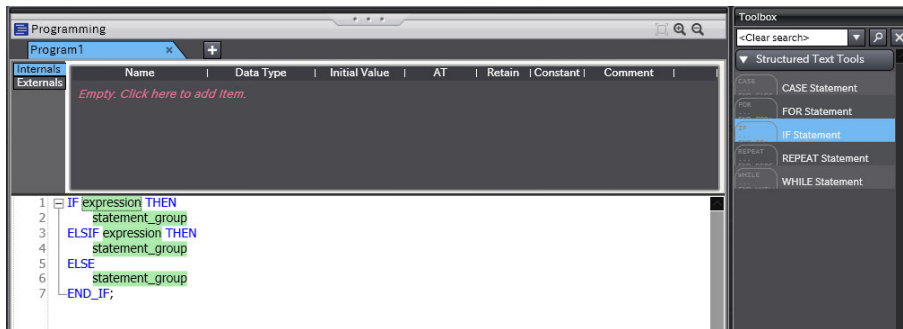 Programming
Program1
Internals
Externals
Name Data Type Initial Value AT Retain Constant Comment
Empty. Click here to add Item.
1 IF expression THEN
2 statement_group
3 ELSIF expression THEN
4 statement_group
5 ELSE
6 statement_group
7 END_IF;
Toolbox
<Clear search>
Structured Text Tools
CASE
CASE Statement
FOR
FOR Statement
IF
IF Statement
REPEAT
REPEAT Statement
WHILE
WHILE Statement